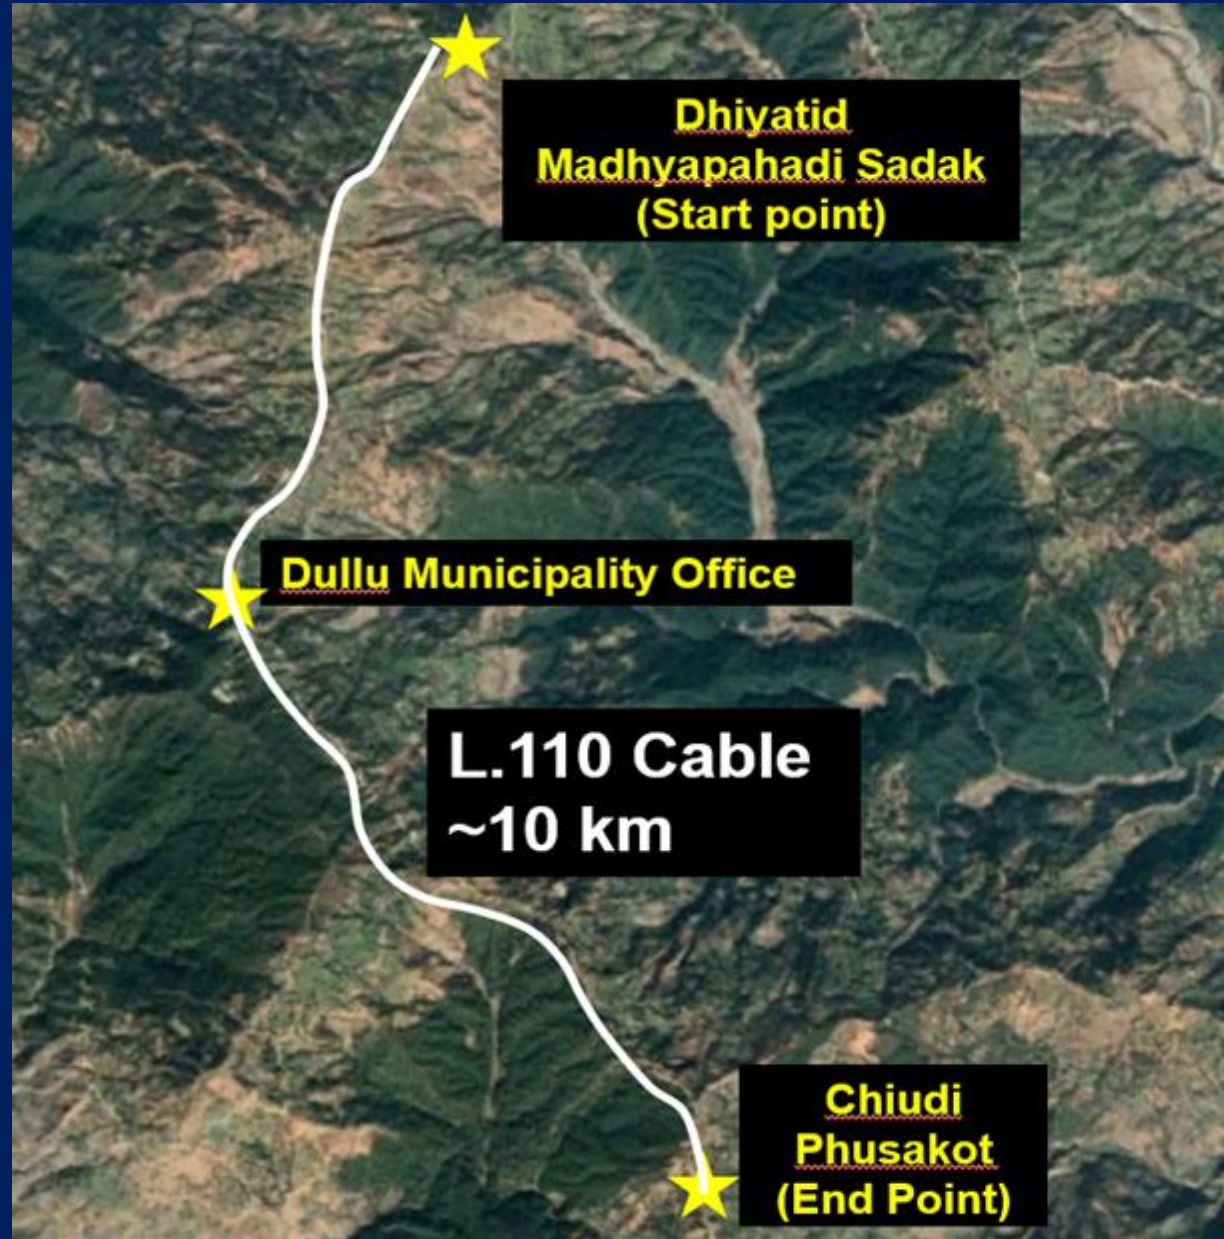 Dhiyatid
Madhyapahadi Sadak
(Start point)
Dullu Municipality Office
L.110 Cable
~10 km
Chiudi
Phusakot
(End Point)